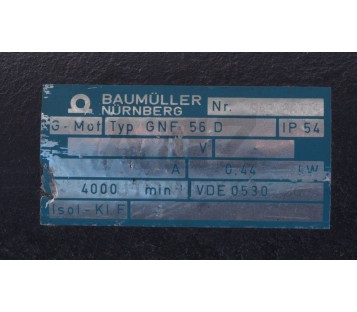 BAUMÜLLER
NÜRNBERG Nr.
G-Mot Typ GNF 56 D IP 54
V
A 0.44 kW
4000 min⁻¹ VDE 0530
Isol-Kl F